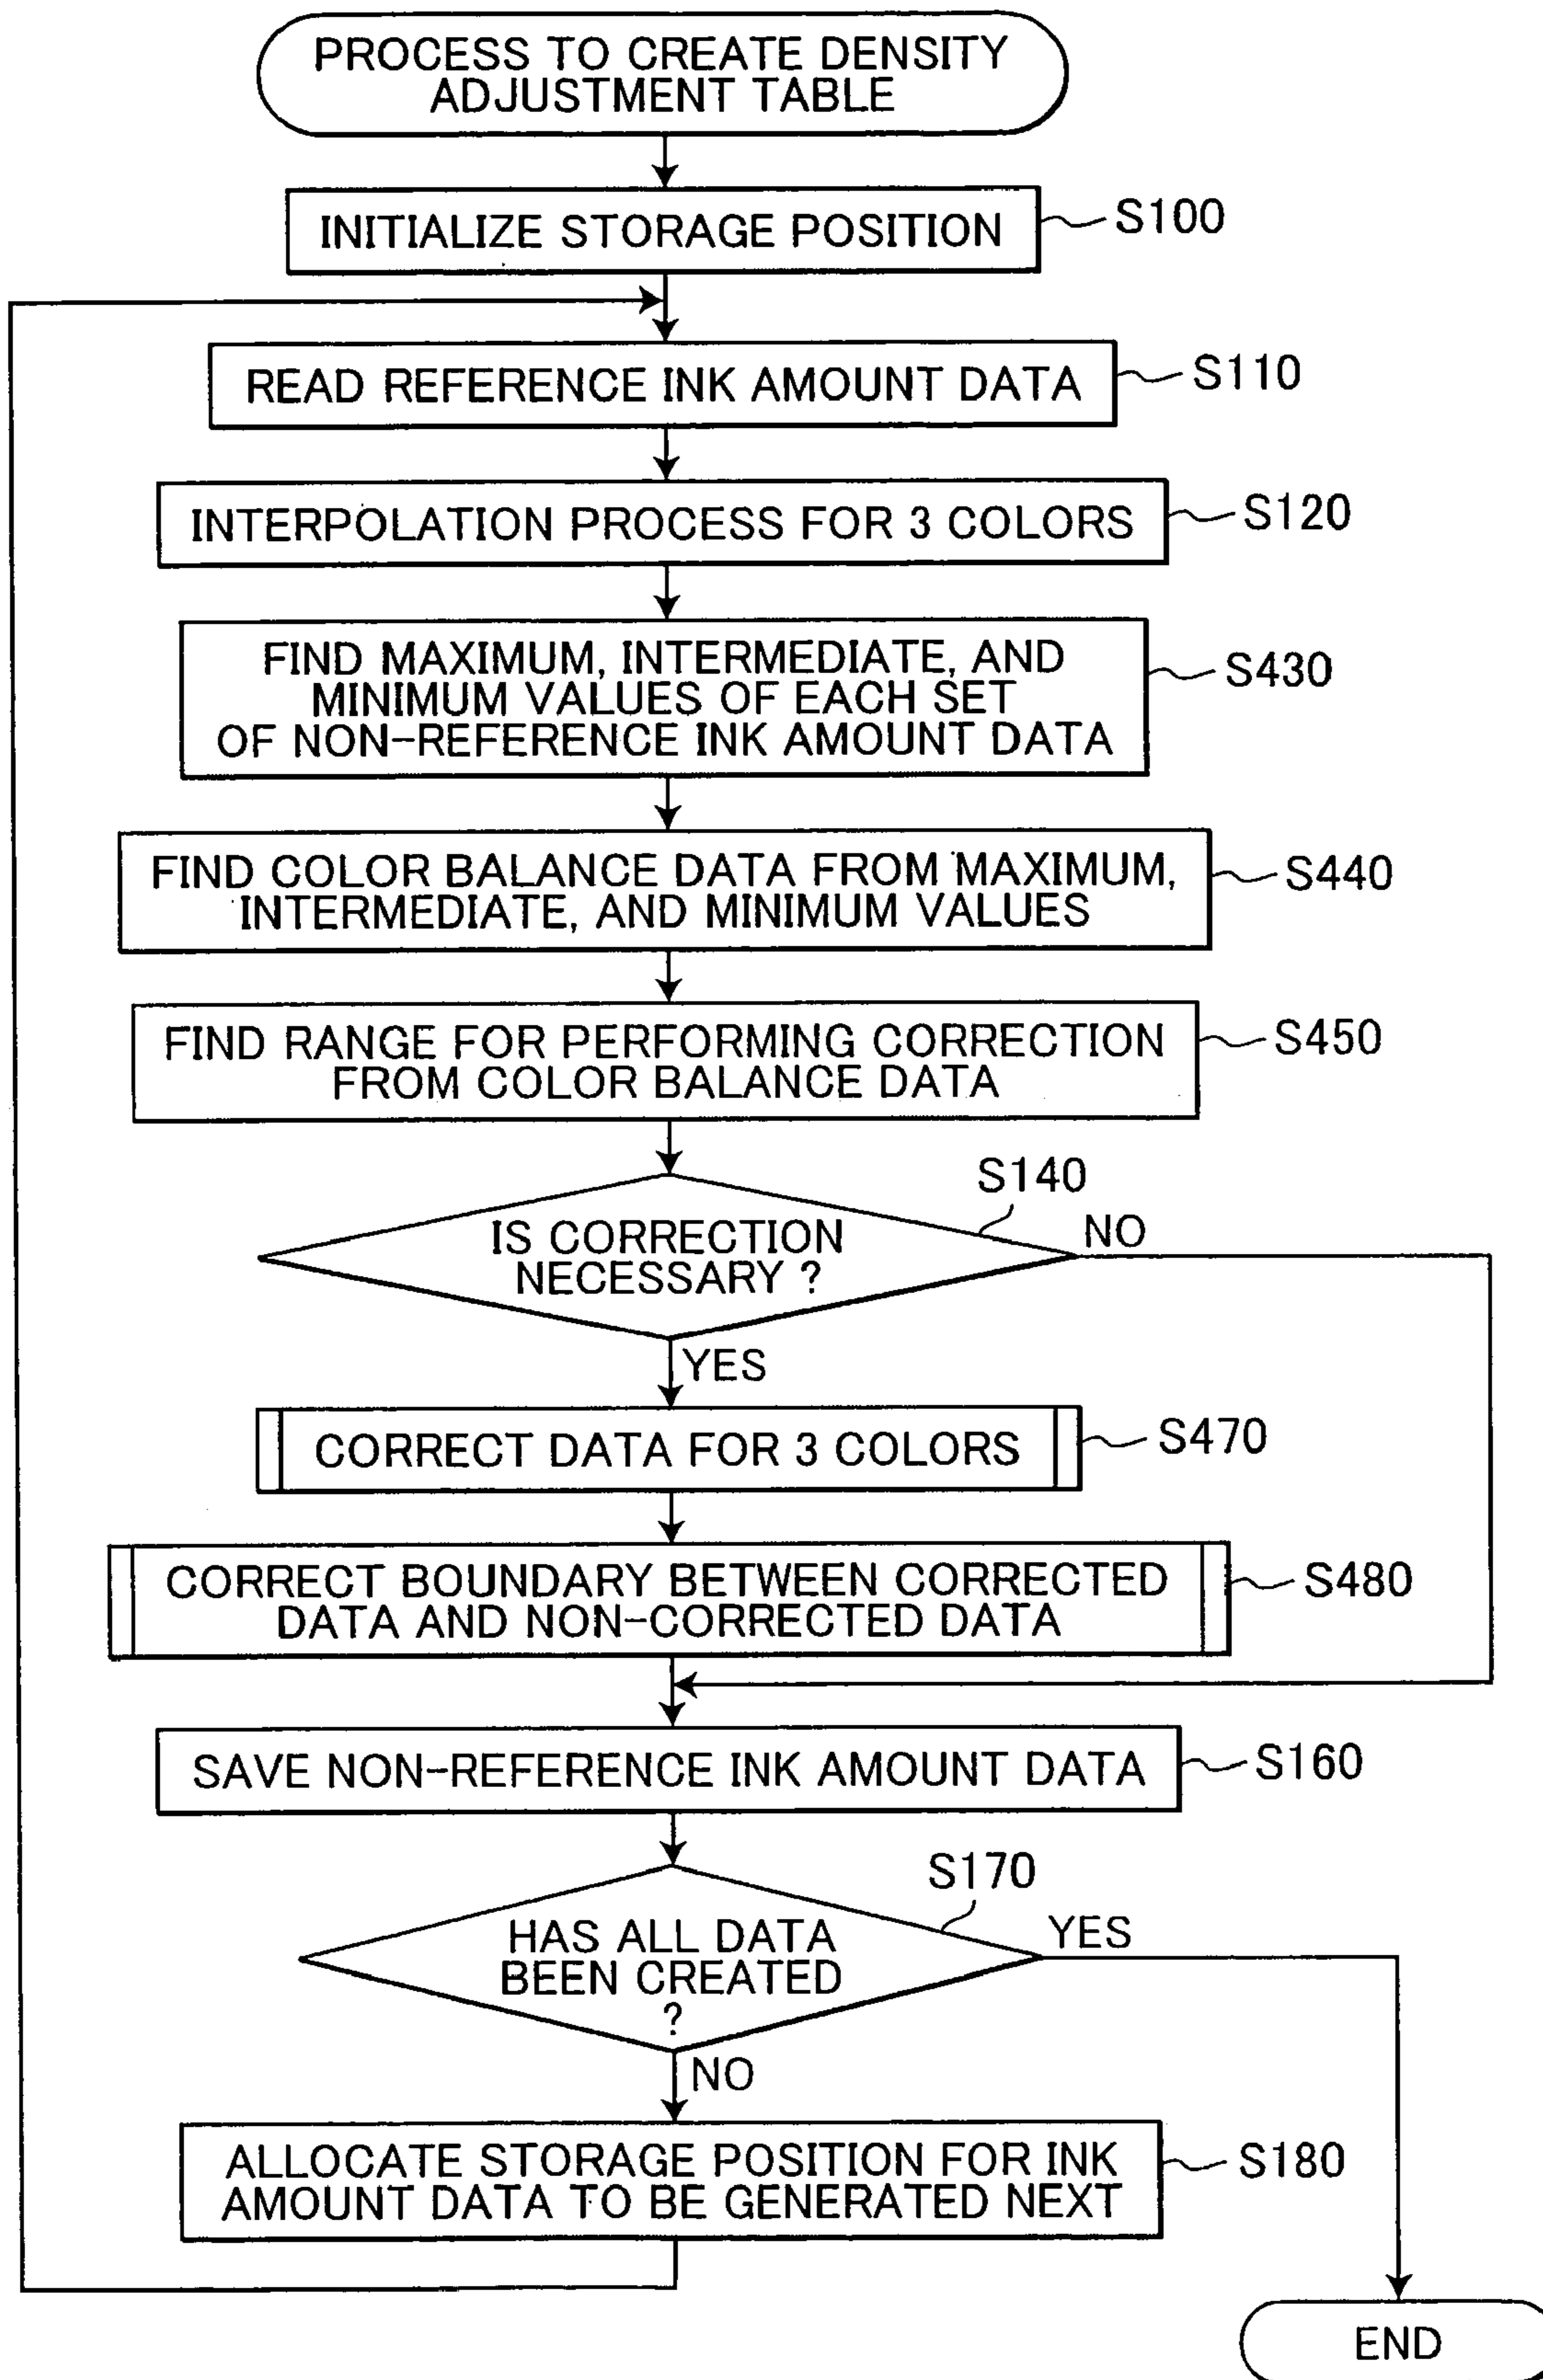 PROCESS TO CREATE DENSITY
ADJUSTMENT TABLE
INITIALIZE STORAGE POSITION
S100
READ REFERENCE INK AMOUNT DATA
S110
INTERPOLATION PROCESS FOR 3 COLORS
S120
FIND MAXIMUM, INTERMEDIATE, AND
MINIMUM VALUES OF EACH SET
OF NON-REFERENCE INK AMOUNT DATA
S430
FIND COLOR BALANCE DATA FROM MAXIMUM,
INTERMEDIATE, AND MINIMUM VALUES
S440
FIND RANGE FOR PERFORMING CORRECTION
FROM COLOR BALANCE DATA
S450
S140
IS CORRECTION
NECESSARY ?
NO
YES
CORRECT DATA FOR 3 COLORS
S470
CORRECT BOUNDARY BETWEEN CORRECTED
DATA AND NON-CORRECTED DATA
S480
SAVE NON-REFERENCE INK AMOUNT DATA
S160
S170
HAS ALL DATA
BEEN CREATED
?
YES
NO
ALLOCATE STORAGE POSITION FOR INK
AMOUNT DATA TO BE GENERATED NEXT
S180
END